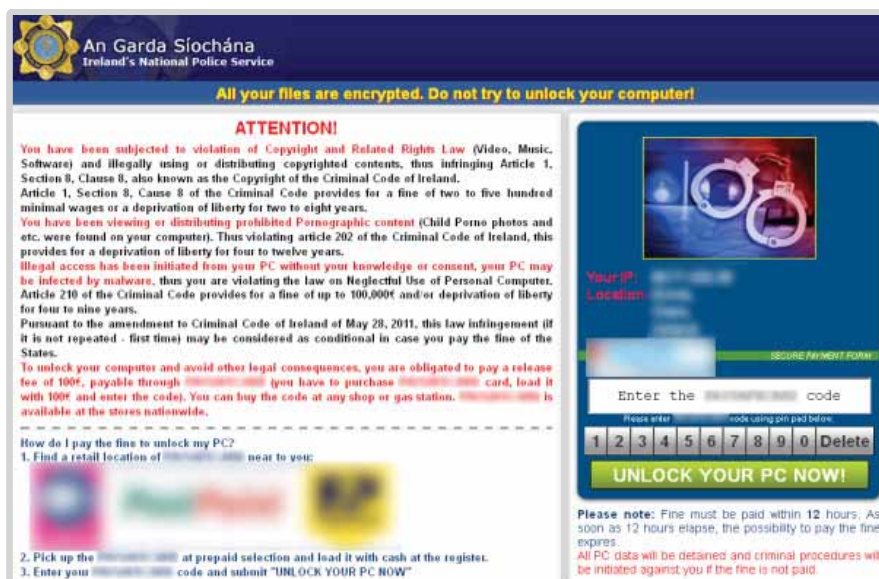 An Garda Síochána
Ireland's National Police Service
All your files are encrypted. Do not try to unlock your computer!
ATTENTION!
You have been subjected to violation of Copyright and Related Rights Law (Video, Music,
Software) and illegally using or distributing copyrighted contents, thus infringing Article 1,
Section 8, Clause 8, also known as the Copyright of the Criminal Code of Ireland.
Article 1, Section 8, Cause 8 of the Criminal Code provides for a fine of two to five hundred
minimal wages or a deprivation of liberty for two to eight years.
You have been viewing or distributing prohibited Pornographic content (Child Porno photos and
etc. were found on your computer). Thus violating article 202 of the Criminal Code of Ireland, this
provides for a deprivation of liberty for four to twelve years.
Illegal access has been initiated from your PC without your knowledge or consent, your PC may
be infected by malware, thus you are violating the law on Neglectful Use of Personal Computer.
Article 210 of the Criminal Code provides for a fine of up to 100,000€ and/or deprivation of liberty
for four to nine years.
Pursuant to the amendment to Criminal Code of Ireland of May 28, 2011, this law infringement (if
it is not repeated - first time) may be considered as conditional in case you pay the fine of the
States.
To unlock your computer and avoid other legal consequences, you are obligated to pay a release
fee of 100€, payable through (you have to purchase card, load it
with 100€ and enter the code). You can buy the code at any shop or gas station. is
available at the stores nationwide.
How do I pay the fine to unlock my PC?
1. Find a retail location of near to you:
2. Pick up the at prepaid selection and load it with cash at the register.
3. Enter your code and submit "UNLOCK YOUR PC NOW"
Your IP:
Location
SECURE PAYMENT FORM
Enter the code
Please enter code using pin pad below:
1 2 3 4 5 6 7 8 9 0 Delete
UNLOCK YOUR PC NOW!
Please note: Fine must be paid within 12 hours. As
soon as 12 hours elapse, the possibility to pay the fine
expires.
All PC data will be detained and criminal procedures will
be initiated against you if the fine is not paid.